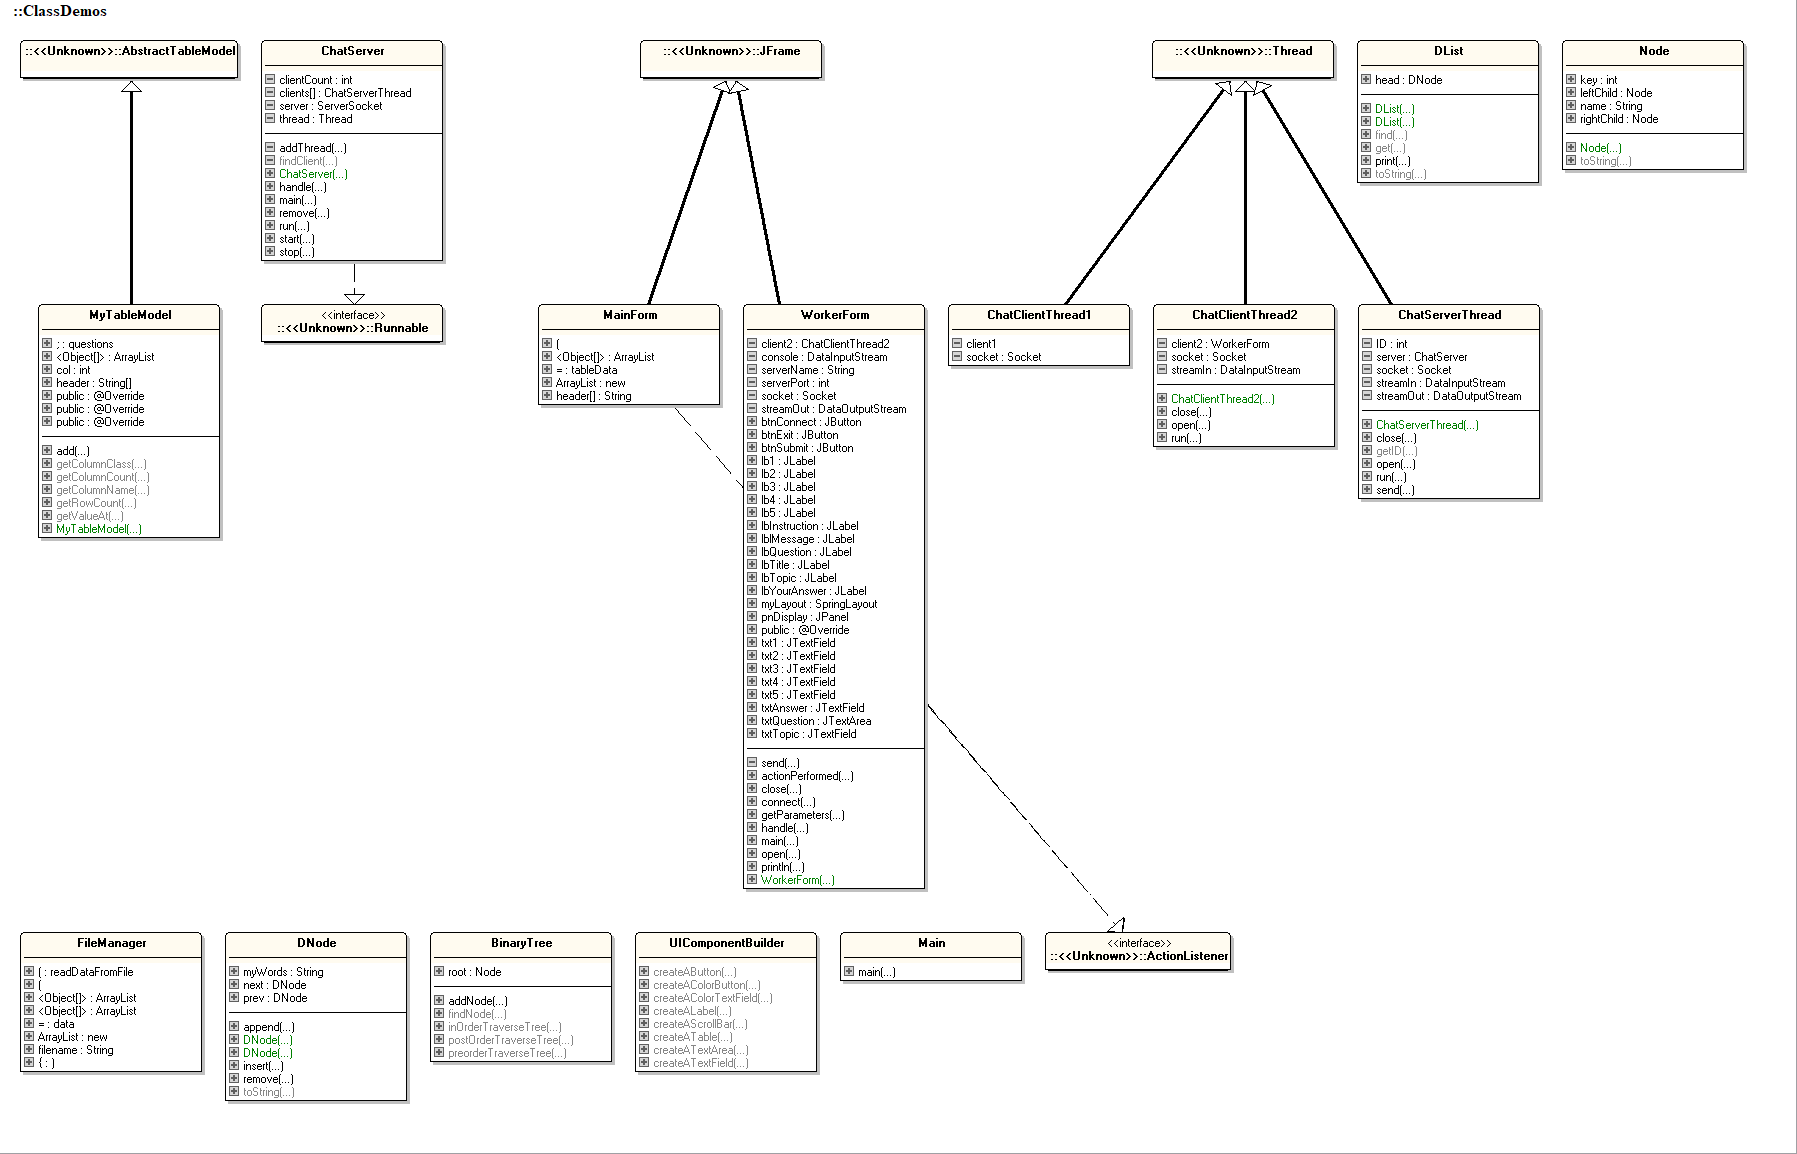 ::ClassDemos
::<<Unknown>>::AbstractTableModel
ChatServer
clientCount : int
clients[] : ChatServerThread
server : ServerSocket
thread : Thread
addThread(...)
findClient(...)
ChatServer(...)
handle(...)
main(...)
remove(...)
run(...)
start(...)
stop(...)
::<<Unknown>>::JFrame
::<<Unknown>>::Thread
DList
head : DNode
DList(...)
DList(...)
find(...)
get(...)
print(...)
toString(...)
Node
key : int
leftChild : Node
name : String
rightChild : Node
Node(...)
toString(...)
MyTableModel
; : questions
<Object[]> : ArrayList
col : int
header : String[]
public : @Override
public : @Override
public : @Override
add(...)
getColumnClass(...)
getColumnCount(...)
getColumnName(...)
getRowCount(...)
getValueAt(...)
MyTableModel(...)
<<interface>>
::<<Unknown>>::Runnable
MainForm
(
<Object[]> : ArrayList
= : tableData
ArrayList : new
header[] : String
WorkerForm
client2 : ChatClientThread2
console : DataInputStream
serverName : String
serverPort : int
socket : Socket
streamOut : DataOutputStream
btnConnect : JButton
btnExit : JButton
btnSubmit : JButton
lb1 : JLabel
lb2 : JLabel
lb3 : JLabel
lb4 : JLabel
lb5 : JLabel
lbInstruction : JLabel
lblMessage : JLabel
lbQuestion : JLabel
lbTitle : JLabel
lbTopic : JLabel
lbYourAnswer : JLabel
myLayout : SpringLayout
pnDisplay : JPanel
public : @Override
txt1 : JTextField
txt2 : JTextField
txt3 : JTextField
txt4 : JTextField
txt5 : JTextField
txtAnswer : JTextField
txtQuestion : JTextArea
txtTopic : JTextField
send(...)
actionPerformed(...)
close(...)
connect(...)
getParameters(...)
handle(...)
main(...)
open(...)
println(...)
WorkerForm(...)
ChatClientThread1
client1
socket : Socket
ChatClientThread2
client2 : WorkerForm
socket : Socket
streamIn : DataInputStream
ChatClientThread2(...)
close(...)
open(...)
run(...)
ChatServerThread
ID : int
server : ChatServer
socket : Socket
streamIn : DataInputStream
streamOut : DataOutputStream
ChatServerThread(...)
close(...)
getID(...)
open(...)
run(...)
send(...)
FileManager
( : readDataFromFile
(
<Object[]> : ArrayList
<Object[]> : ArrayList
= : data
ArrayList : new
filename : String
{ : )
DNode
myWords : String
next : DNode
prev : DNode
append(...)
DNode(...)
DNode(...)
insert(...)
remove(...)
toString(...)
BinaryTree
root : Node
addNode(...)
findNode(...)
inOrderTraverseTree(...)
postOrderTraverseTree(...)
preorderTraverseTree(...)
UIComponentBuilder
createAButton(...)
createAColorButton(...)
createAColorTextField(...)
createALabel(...)
createAScrollBar(...)
createATable(...)
createATextArea(...)
createATextField(...)
Main
main(...)
<<interface>>
::<<Unknown>>::ActionListener